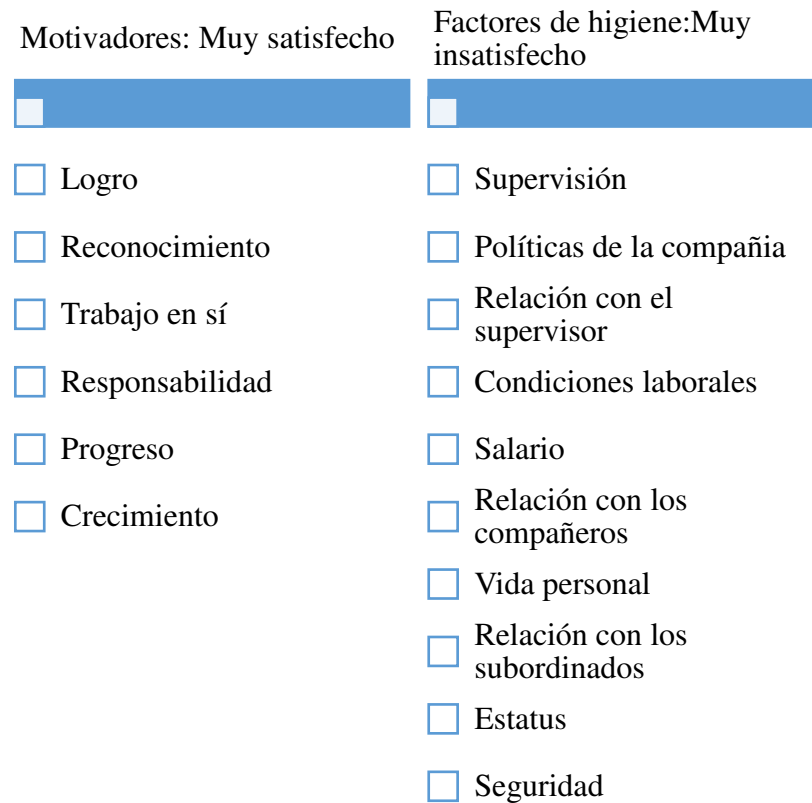 Motivadores: Muy satisfecho
Logro
Reconocimiento
Trabajo en sí
Responsabilidad
Progreso
Crecimiento
Factores de higiene:Muy
insatisfecho
Supervisión
Políticas de la compañia
Relación con el
supervisor
Condiciones laborales
Salario
Relación con los
compañeros
Vida personal
Relación con los
subordinados
Estatus
Seguridad